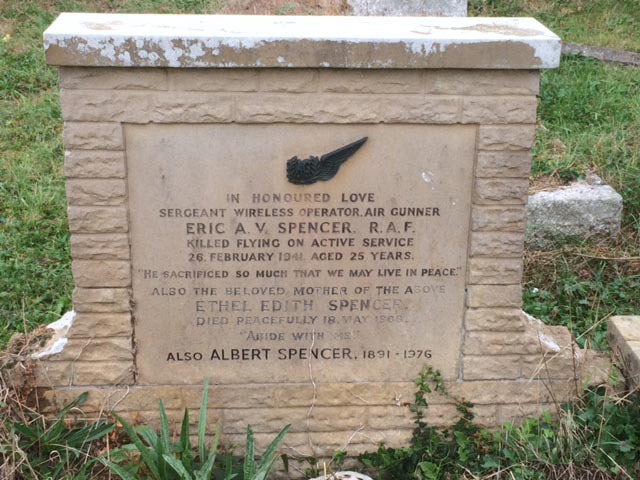 IN HONOURED LOVE
SERGEANT WIRELESS OPERATOR, AIR GUNNER
ERIC A. V. SPENCER. R.A.F.
KILLED FLYING ON ACTIVE SERVICE
26. FEBRUARY 1941. AGED 25 YEARS.
"HE SACRIFICED SO MUCH THAT WE MAY LIVE IN PEACE"
ALSO THE BELOVED MOTHER OF THE ABOVE
ETHEL EDITH SPENCER.
DIED PEACEFULLY 18. MAY
"ABIDE WITH ME"
ALSO ALBERT SPENCER, 1891 - 1976